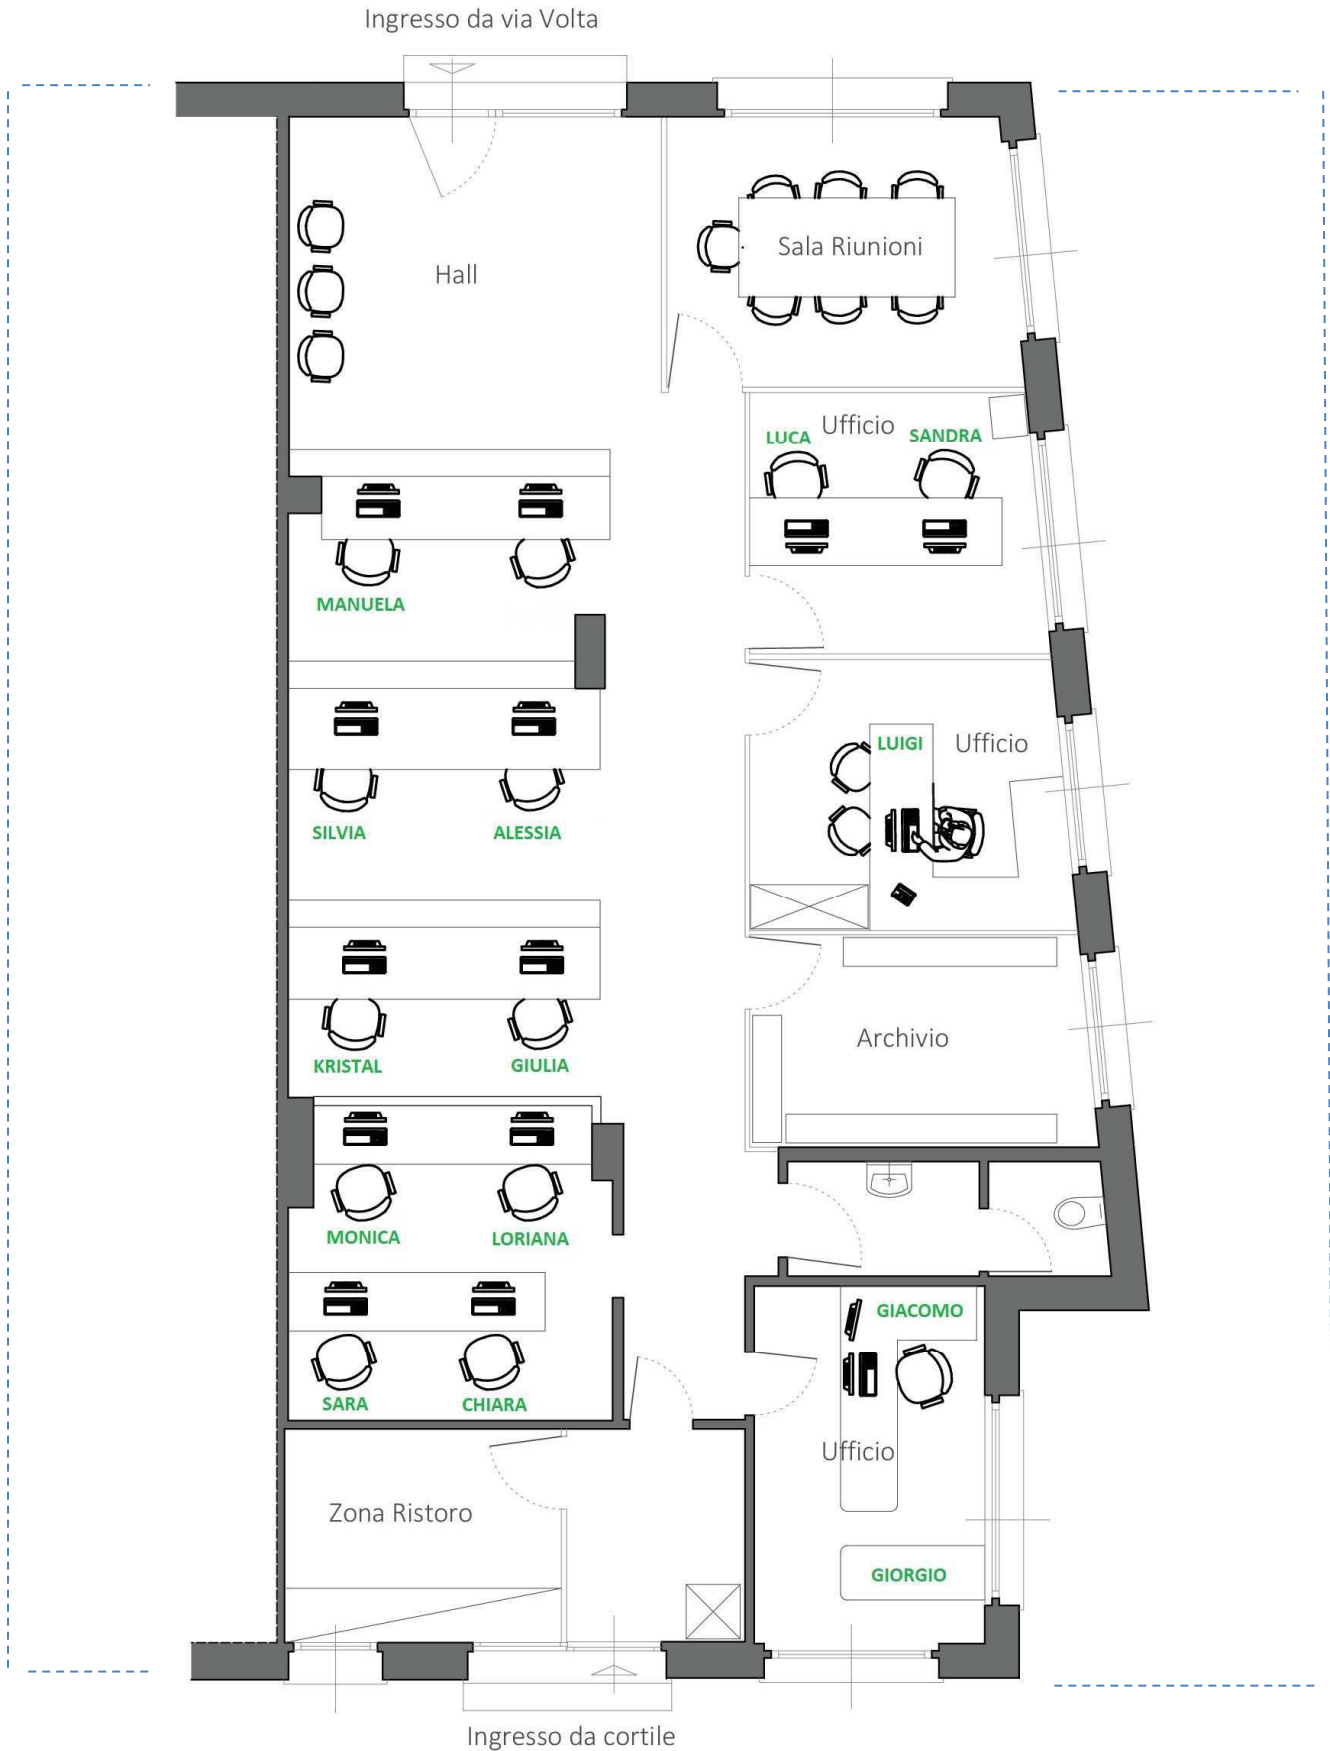 Ingresso da via Volta
Hall
Sala Riunioni
Ufficio
LUCA
SANDRA
MANUELA
LUIGI
Ufficio
SILVIA
ALESSIA
Archivio
KRISTAL
GIULIA
MONICA
LORIANA
GIACOMO
SARA
CHIARA
Ufficio
Zona Ristoro
GIORGIO
Ingresso da cortile